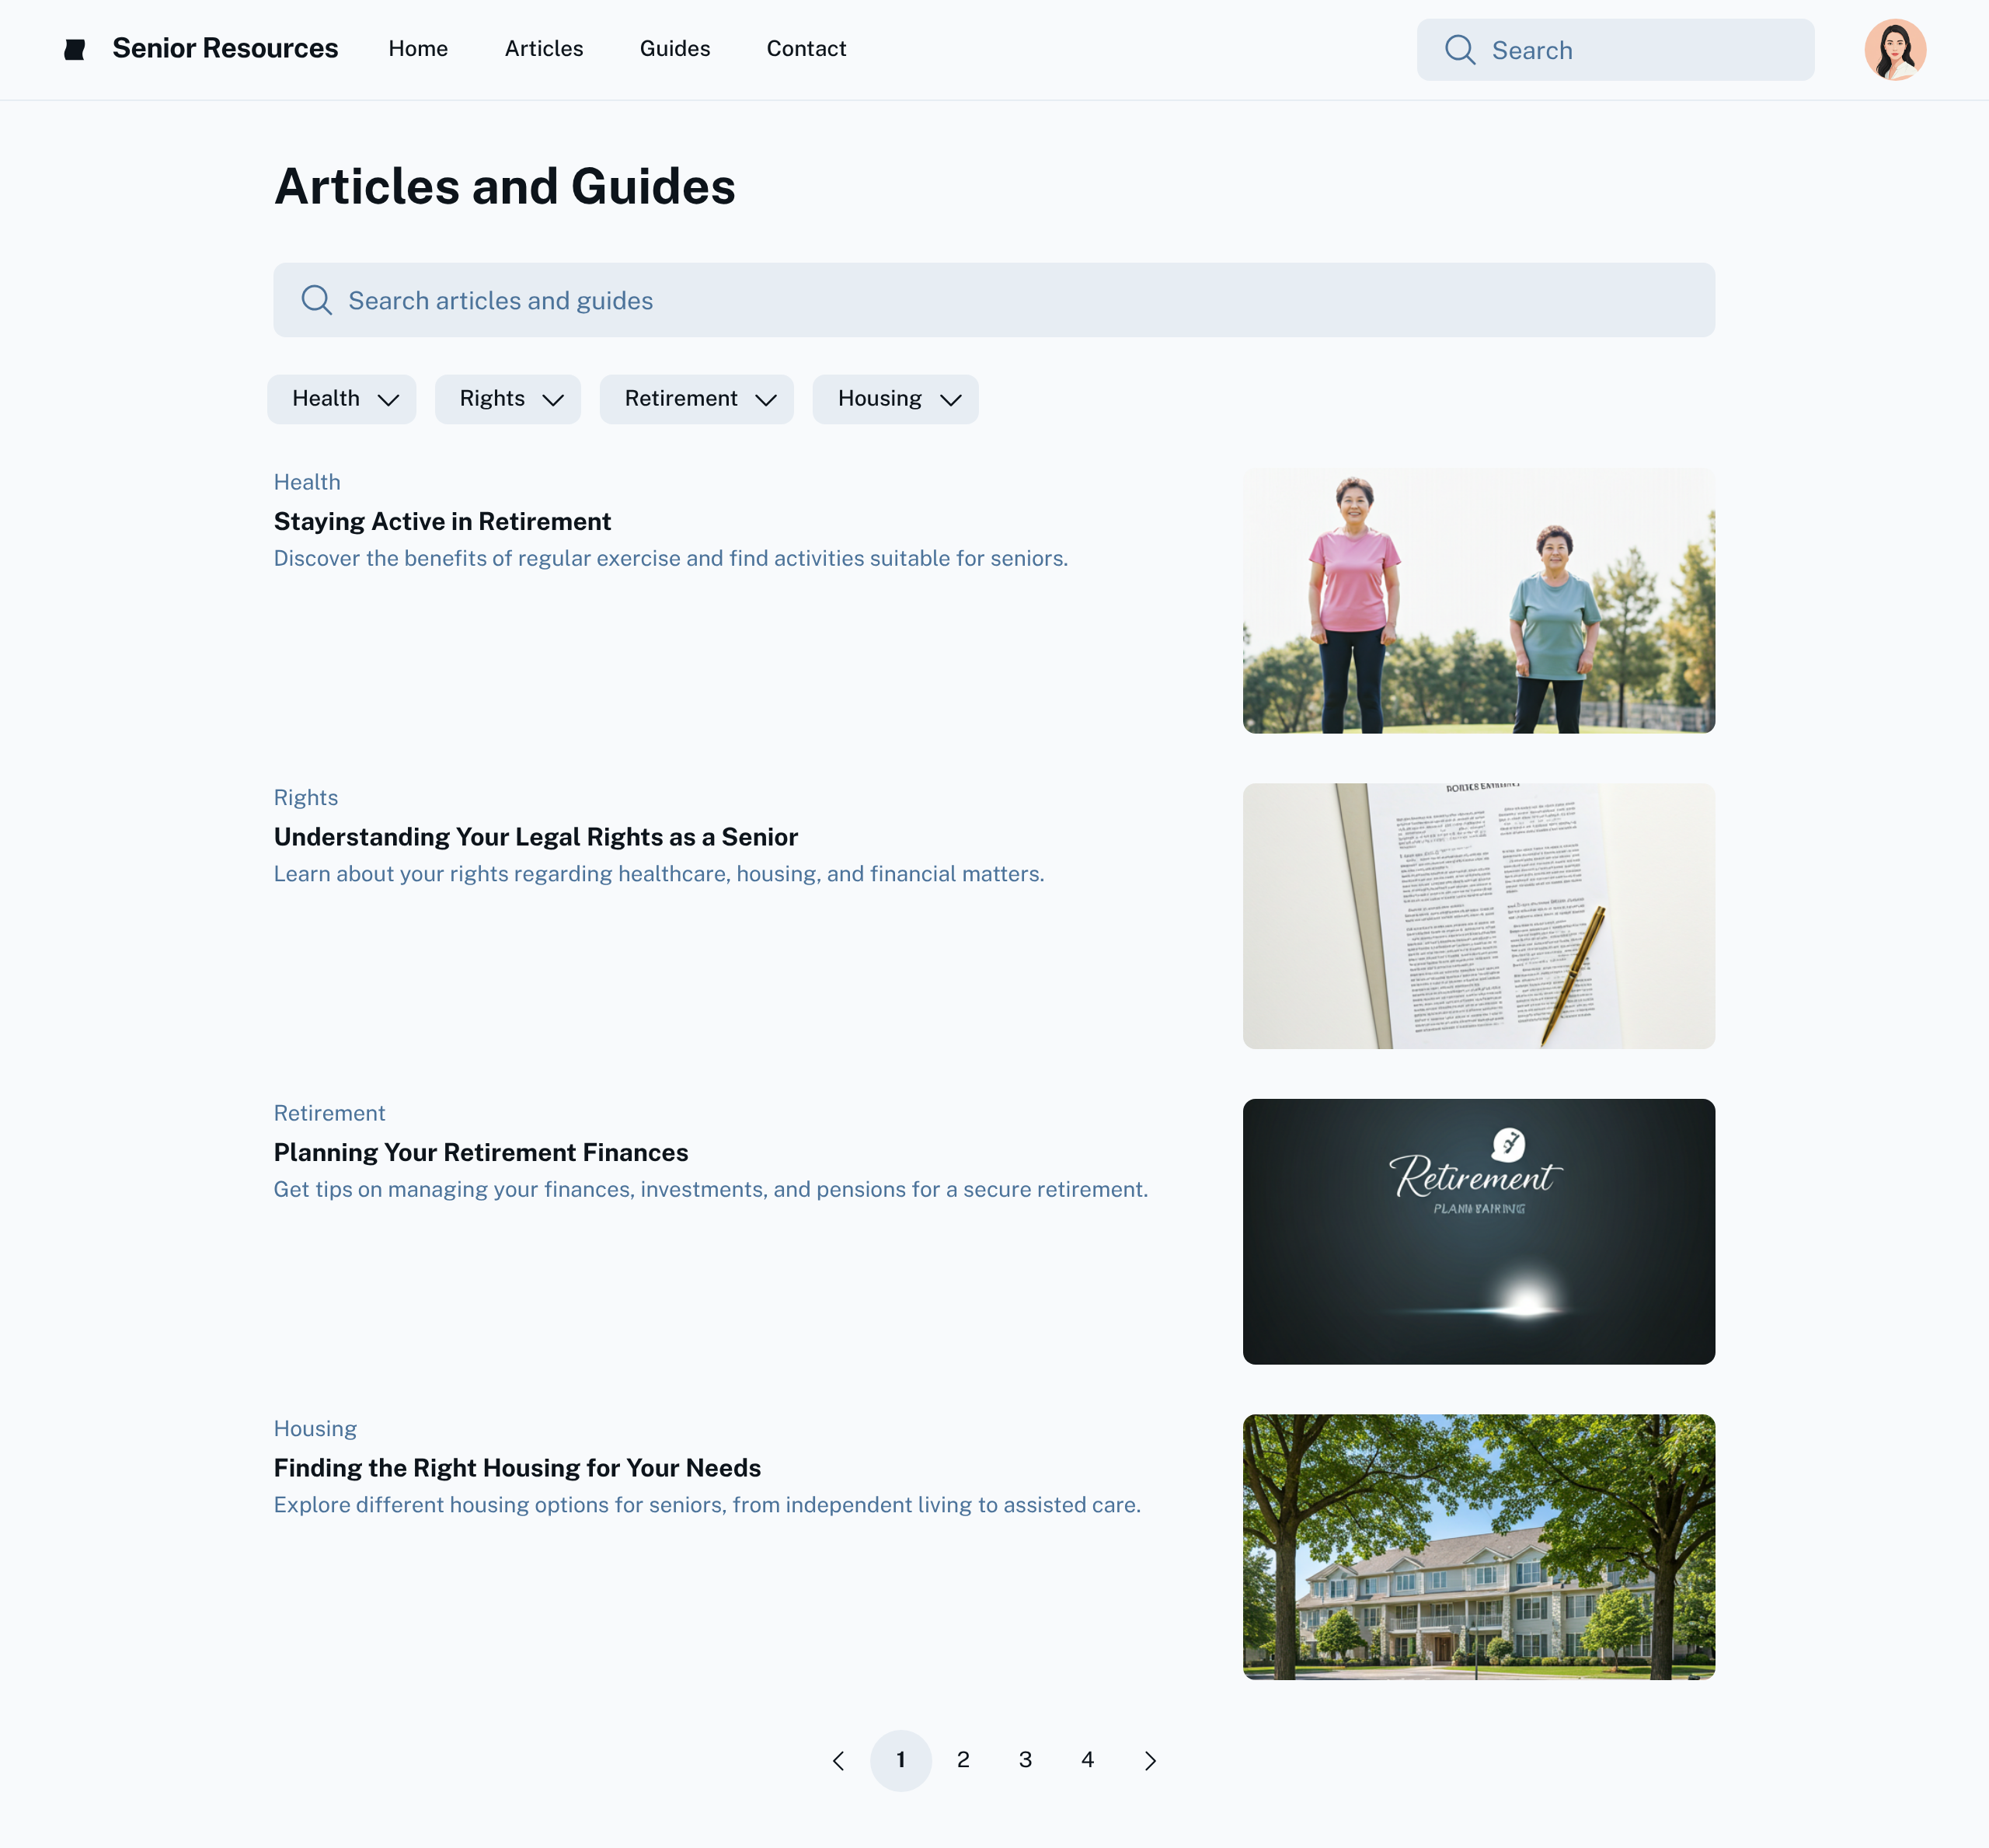 Senior Resources
Home
Articles
Guides
Contact
Search
Articles and Guides
Search articles and guides
Health
Rights
Retirement
Housing
Health
Staying Active in Retirement
Discover the benefits of regular exercise and find activities suitable for seniors.
Rights
Understanding Your Legal Rights as a Senior
Learn about your rights regarding healthcare, housing, and financial matters.
Retirement
Planning Your Retirement Finances
Get tips on managing your finances, investments, and pensions for a secure retirement.
Retirement
Housing
Finding the Right Housing for Your Needs
Explore different housing options for seniors, from independent living to assisted care.
1
2
3
4